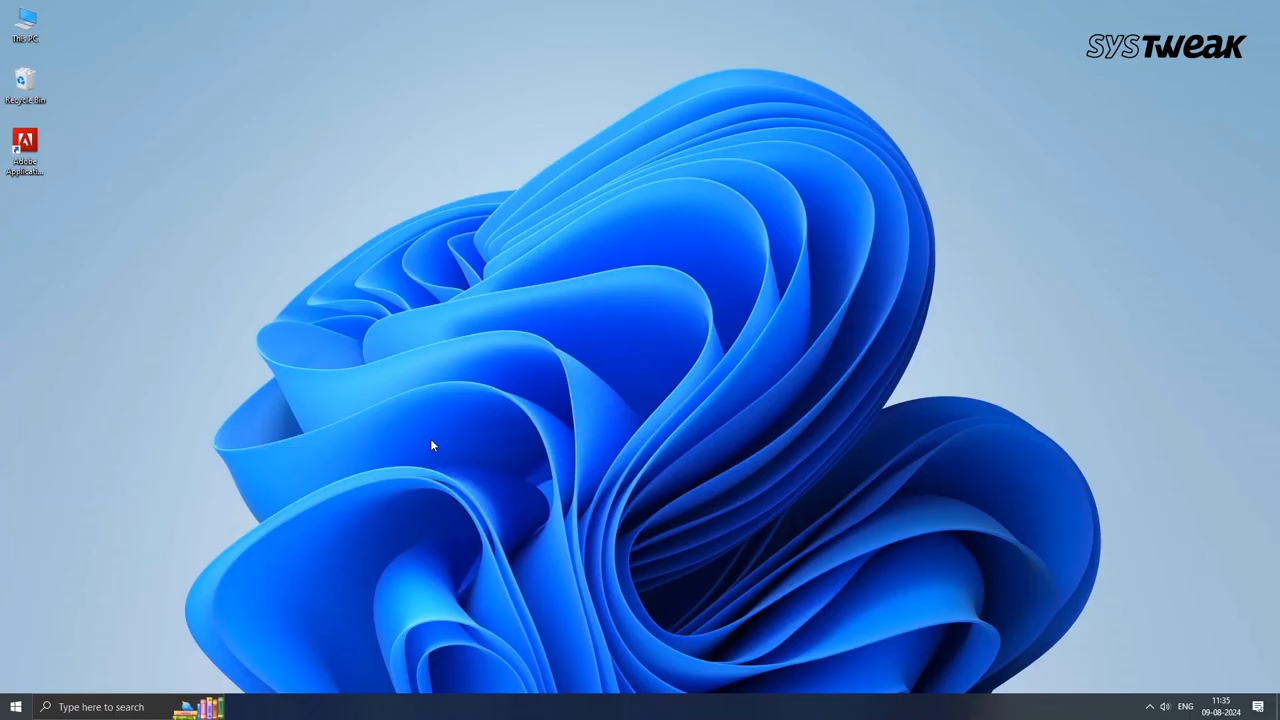 This PC
SYSTWEAK
Recycle Bin
Adobe
Applicati...
Type here to search
ENG
11:35
09-08-2024